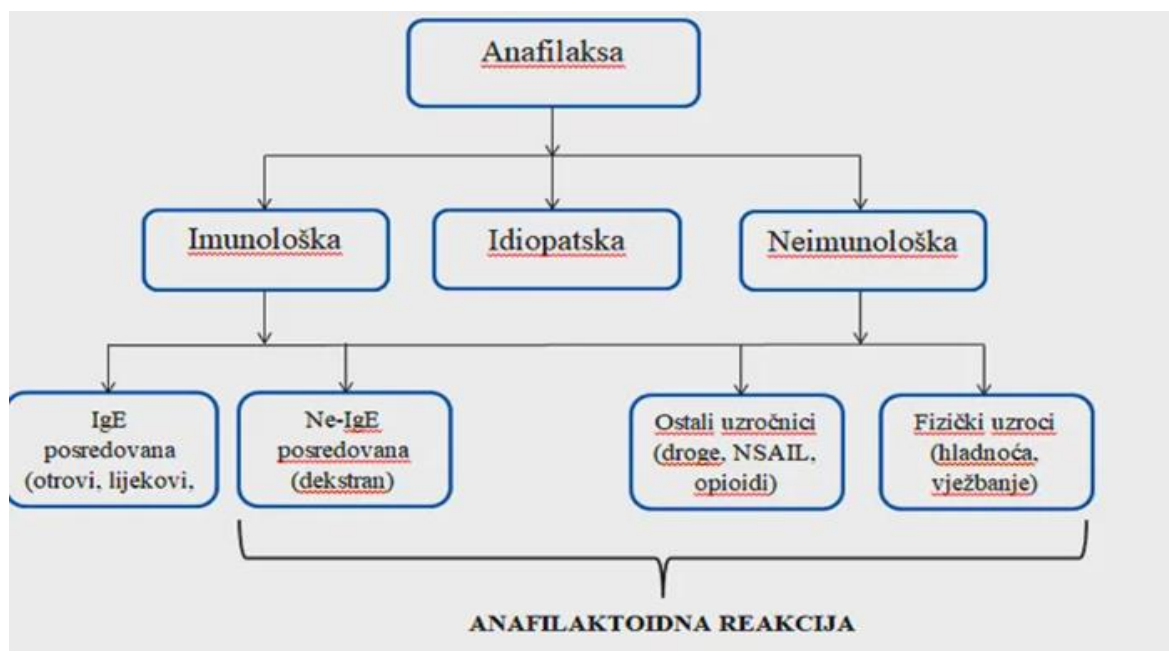 Anafilaksa
Imunološka
Idiopatska
Neimunološka
IgE
posredovana
(otrovi, lijekovi,
Ne-IgE
posredovana
(dekstran)
Ostali uzročnici
(droge, NSAIL,
opioidi)
Fizički uzroci
(hladnoća,
vježbanje)
ANAFILAKTOIDNA REAKCIJA